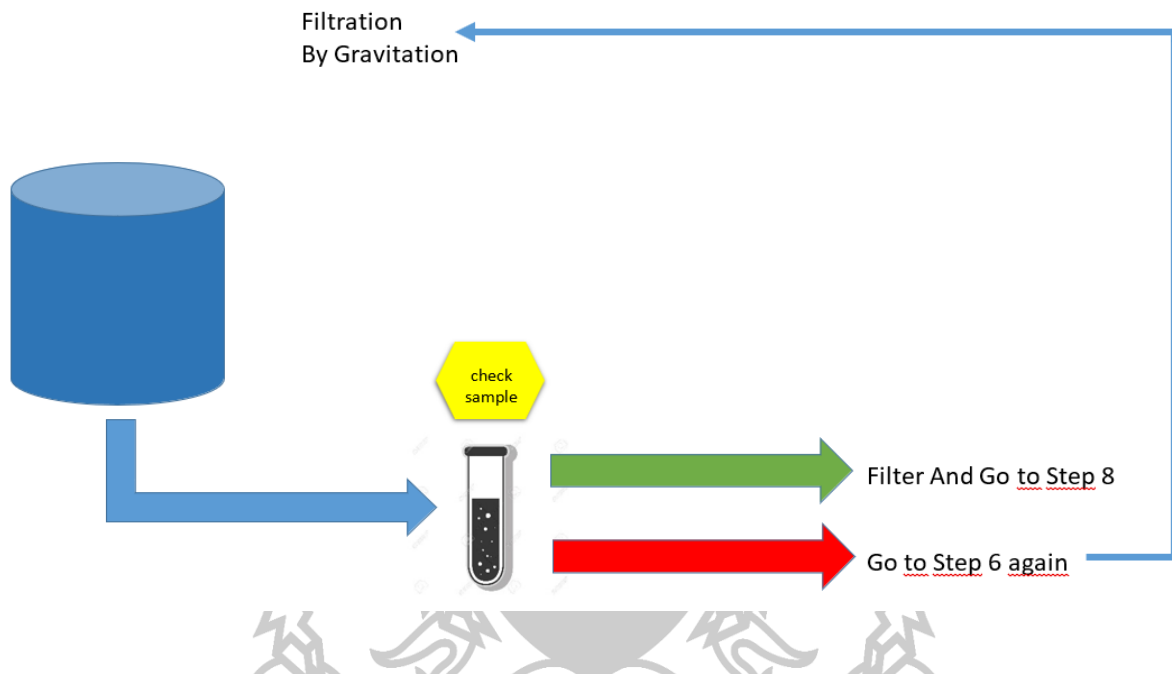 Filtration
By Gravitation
check
sample
Filter And Go to Step 8
Go to Step 6 again